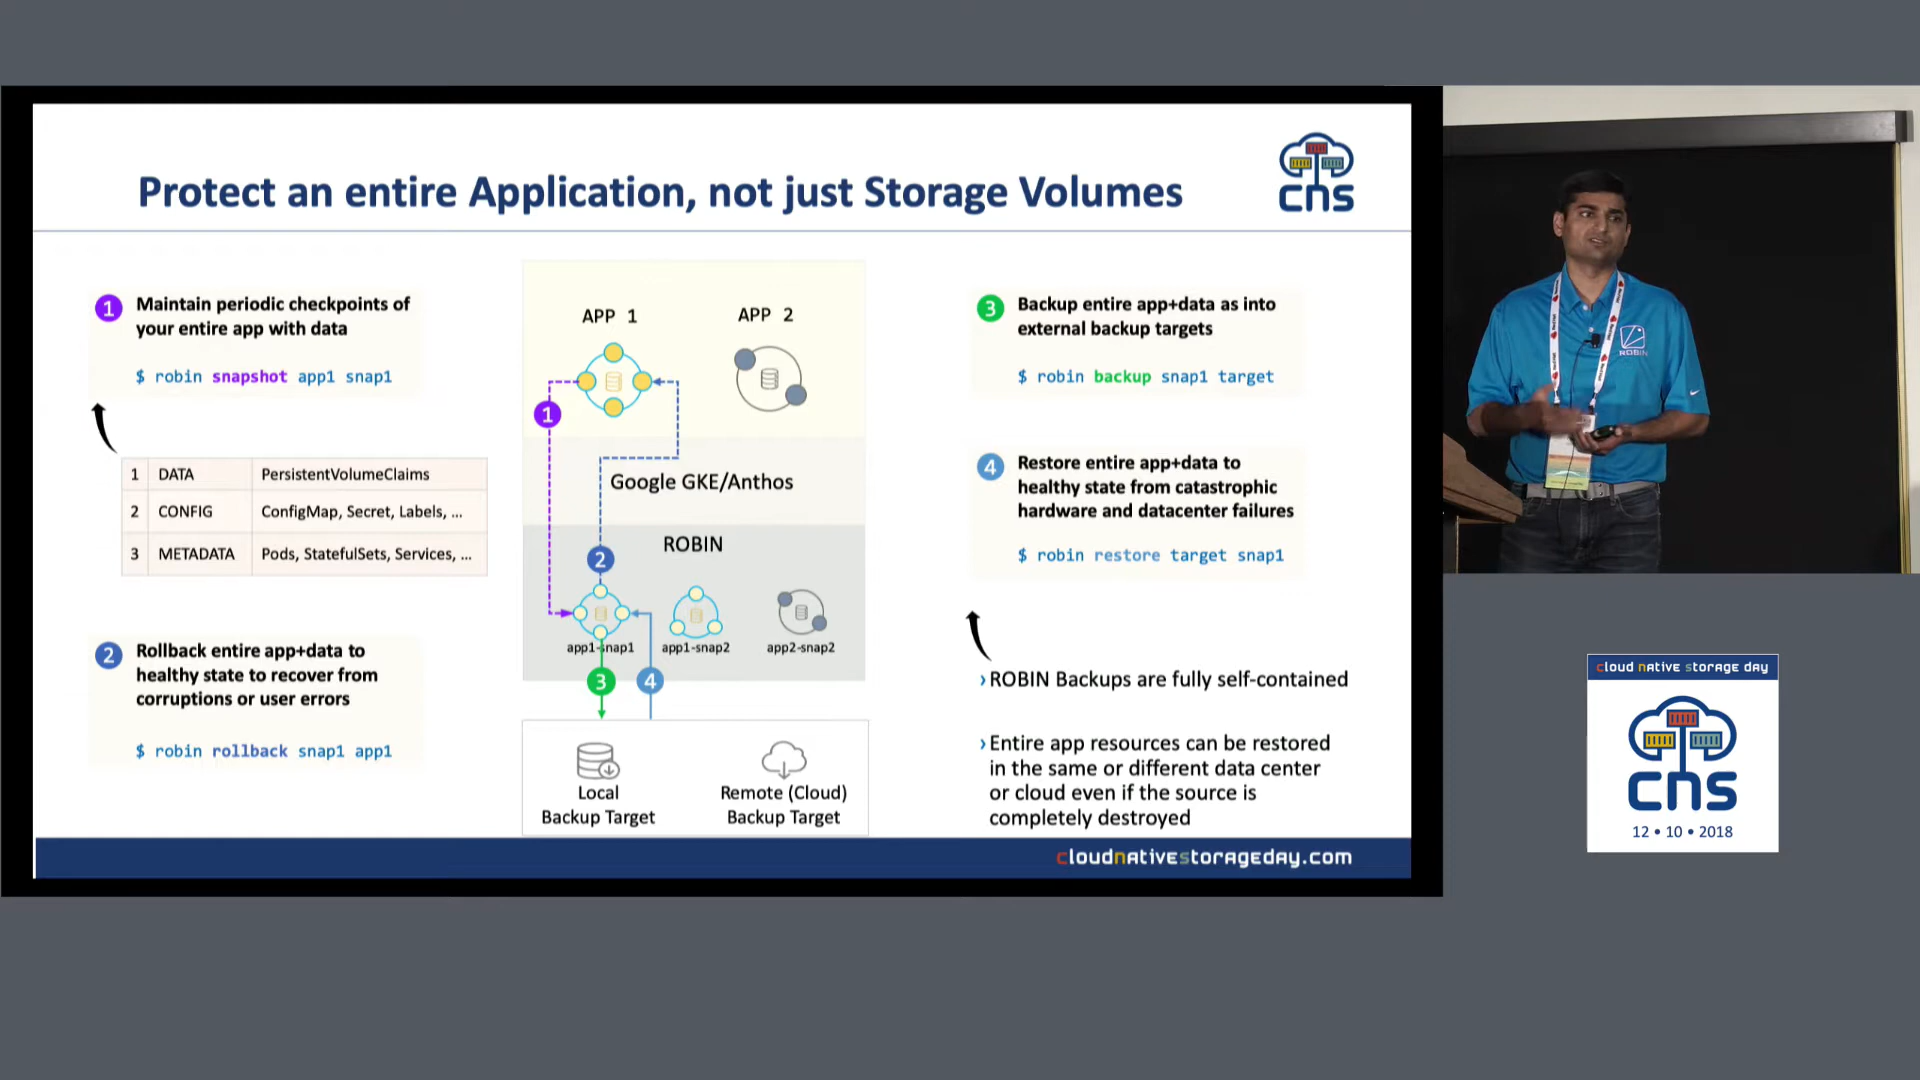 Protect an entire Application, not just Storage Volumes
cns
1 Maintain periodic checkpoints of
your entire app with data
$ robin snapshot app1 snap1
1 DATA PersistentVolumeClaims
2 CONFIG ConfigMap, Secret, Labels, ...
3 METADATA Pods, StatefulSets, Services, ...
2 Rollback entire app+data to
healthy state to recover from
corruptions or user errors
$ robin rollback snap1 app1
APP 1 APP 2
1
Google GKE/Anthos
ROBIN
2
app1-snap1 app1-snap2 app2-snap2
3 4
Local
Backup Target
Remote (Cloud)
Backup Target
3 Backup entire app+data as into
external backup targets
$ robin backup snap1 target
4 Restore entire app+data to
healthy state from catastrophic
hardware and datacenter failures
$ robin restore target snap1
›ROBIN Backups are fully self-contained
›Entire app resources can be restored
in the same or different data center
or cloud even if the source is
completely destroyed
cloudnativestorageday.com
ROBIN
cloud native storage day
cns
12 • 10 • 2018